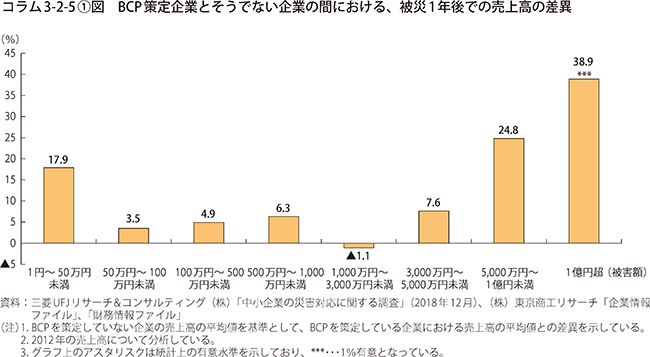 コラム3-2-5①図 BCP策定企業とそうでない企業の間における、被災1年後での売上高の差異
(%)
45
40
35
30
25
20
15
10
5
0
▲5
17.9
3.5
4.9
6.3
▲1.1
7.6
24.8
38.9
***
1円～50万円 50万円～100 100万円～500 500万円～1,000 1,000万円～ 3,000万円～ 5,000万円～ 1億円超（被害額）
未満 万円未満 万円未満 万円未満 3,000万円未満 5,000万円未満 1億円未満
資料：三菱UFJリサーチ＆コンサルティング（株）「中小企業の災害対応に関する調査」（2018年12月）、（株）東京商工リサーチ「企業情報
ファイル」、「財務情報ファイル」
（注）1. BCPを策定していない企業の売上高の平均値を基準として、BCPを策定している企業における売上高の平均値との差異を示している。
2. 2012年の売上高について分析している。
3. グラフ上のアスタリスクは統計上の有意水準を示しており、***･･･1％有意となっている。